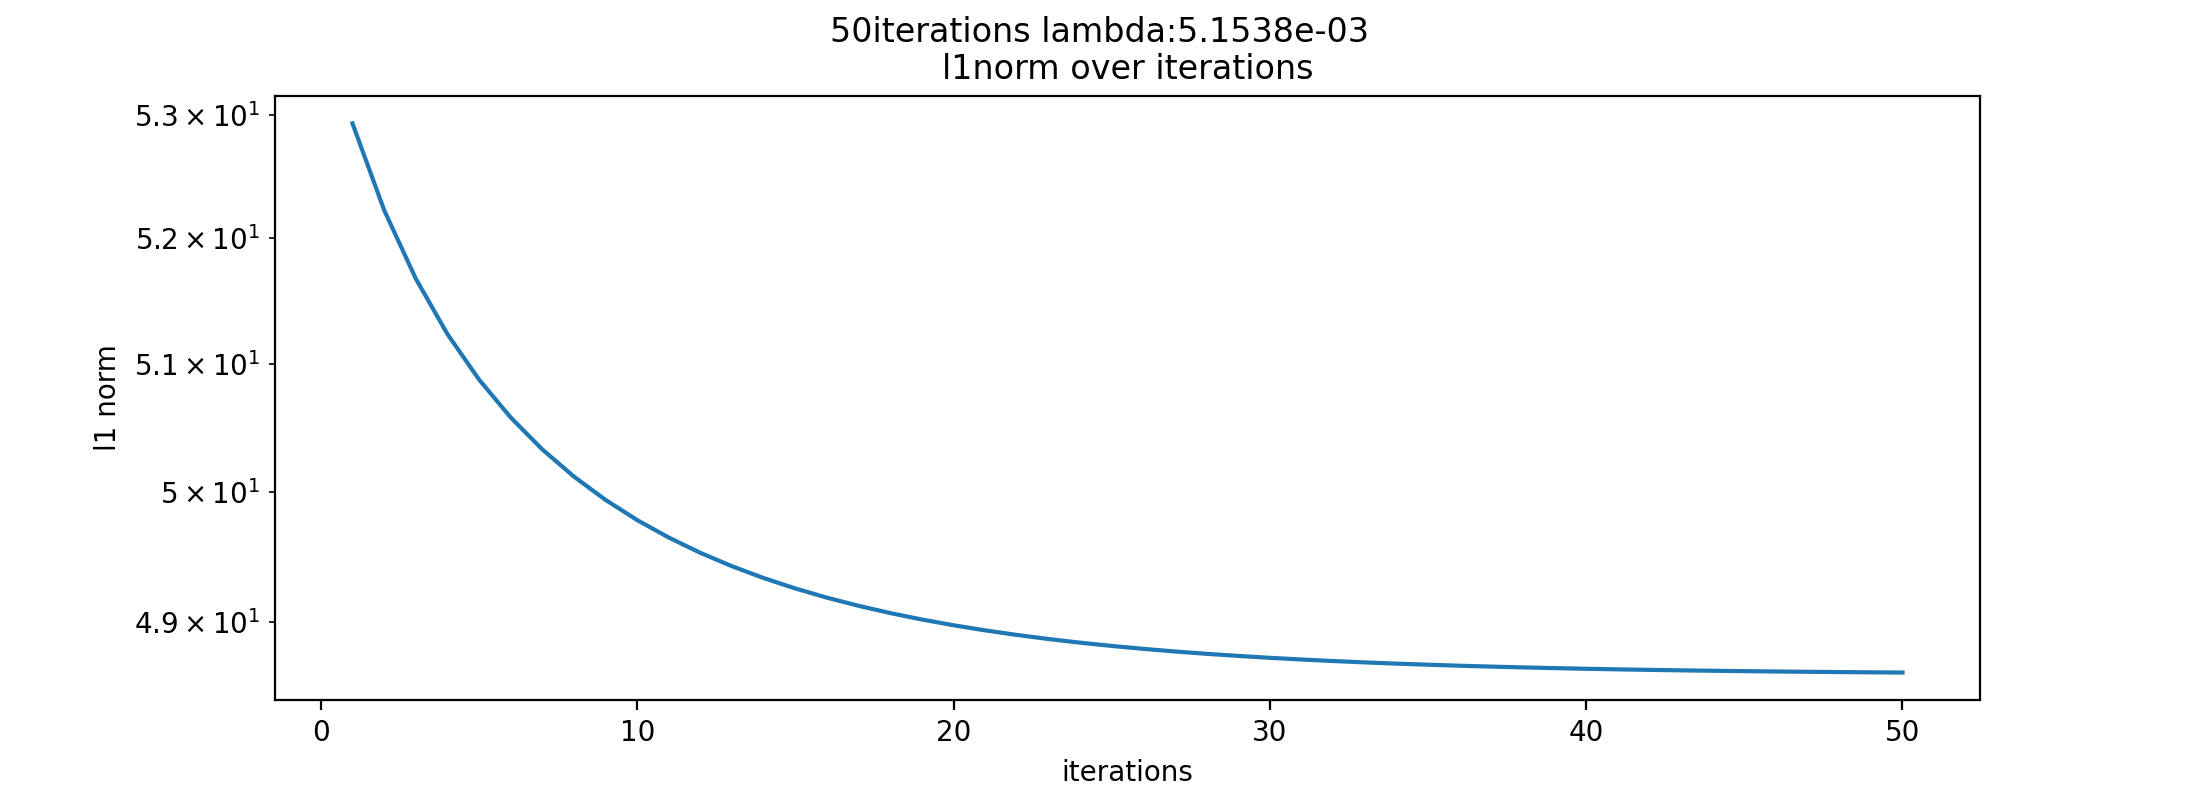 50iterations lambda:5.1538e-03
l1norm over iterations
5.3 × 10¹
5.2 × 10¹
5.1 × 10¹
5 × 10¹
4.9 × 10¹
l1 norm
0 10 20 30 40 50
iterations